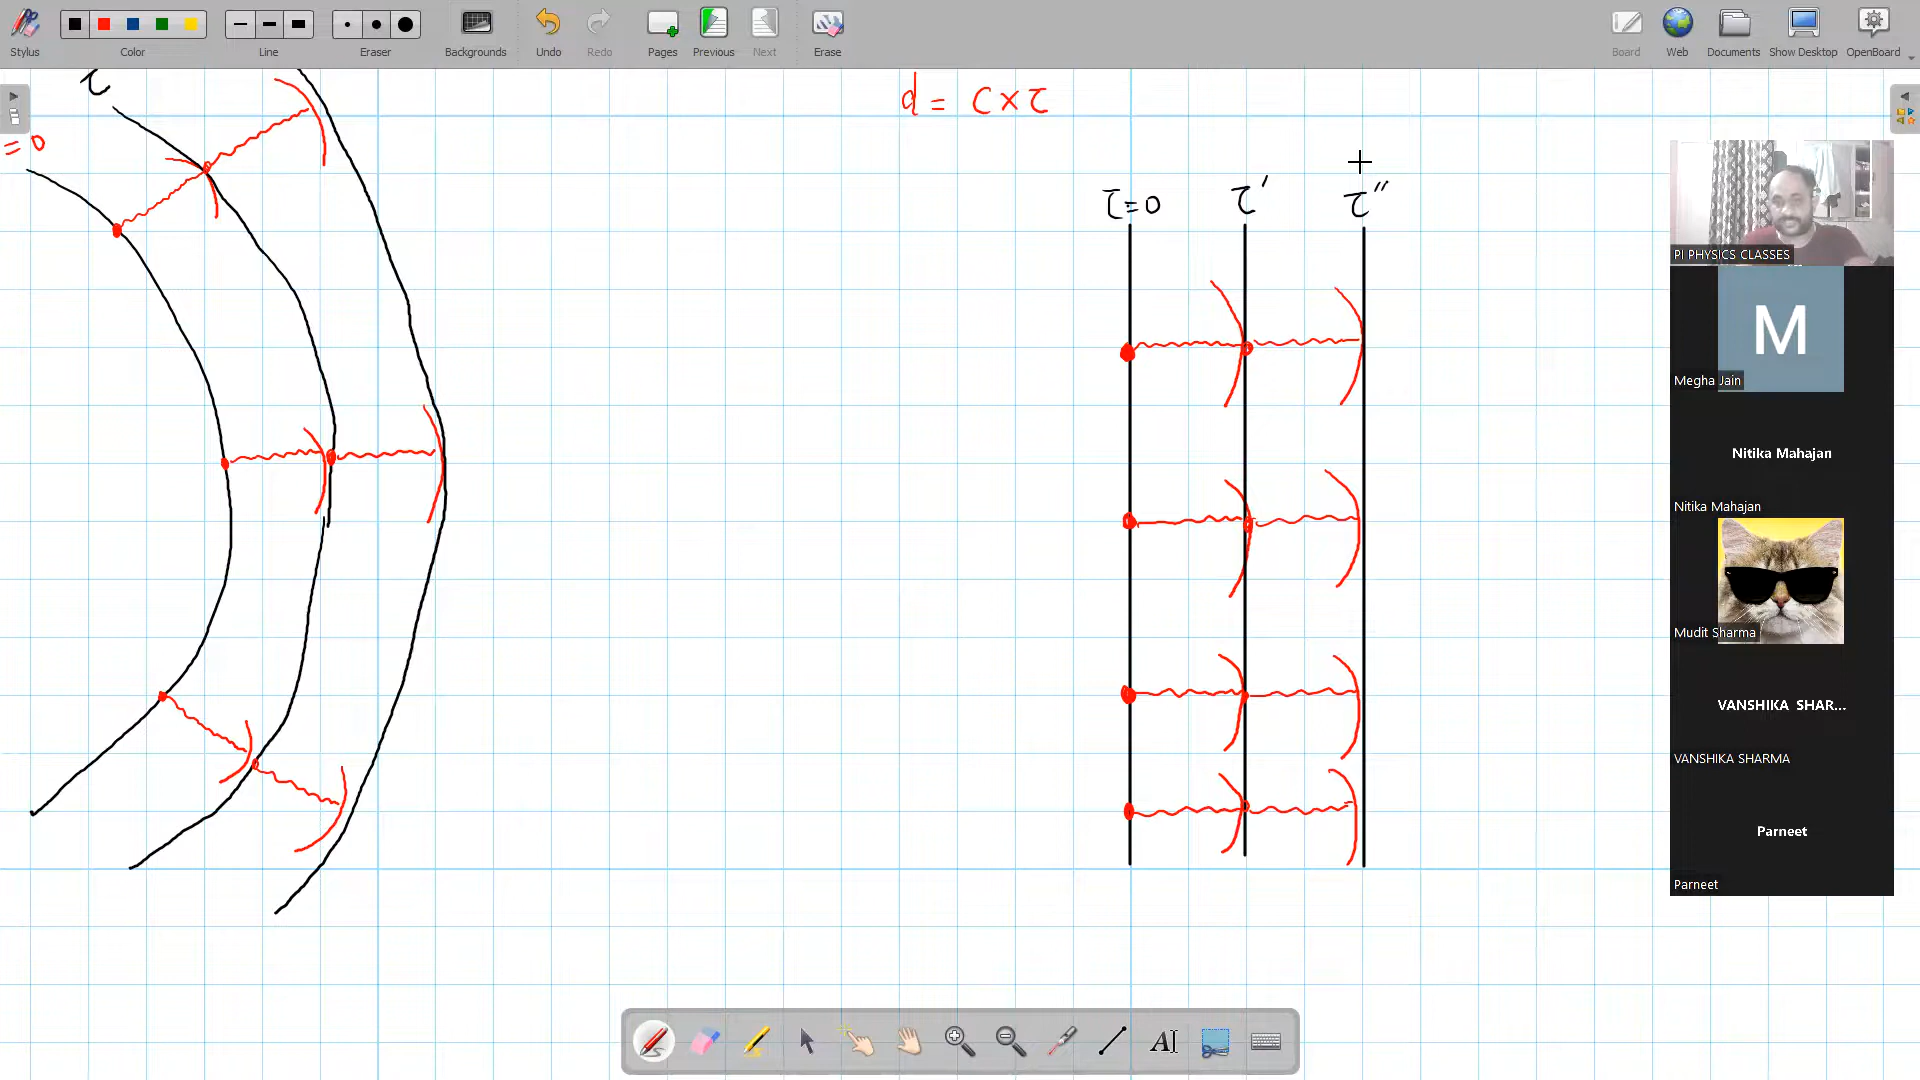 Stylus
Color
Line
Eraser
Backgrounds
Undo
Redo
Pages
Previous
Next
Erase
Board
Web
Documents
Show Desktop
OpenBoard
τ
= 0
d = c × τ
τ = 0 τ' τ"
PI PHYSICS CLASSES
M
Megha Jain
Nitika Mahajan
Nitika Mahajan
Mudit Sharma
VANSHIKA SHAR...
VANSHIKA SHARMA
Parneet
Parneet
AI